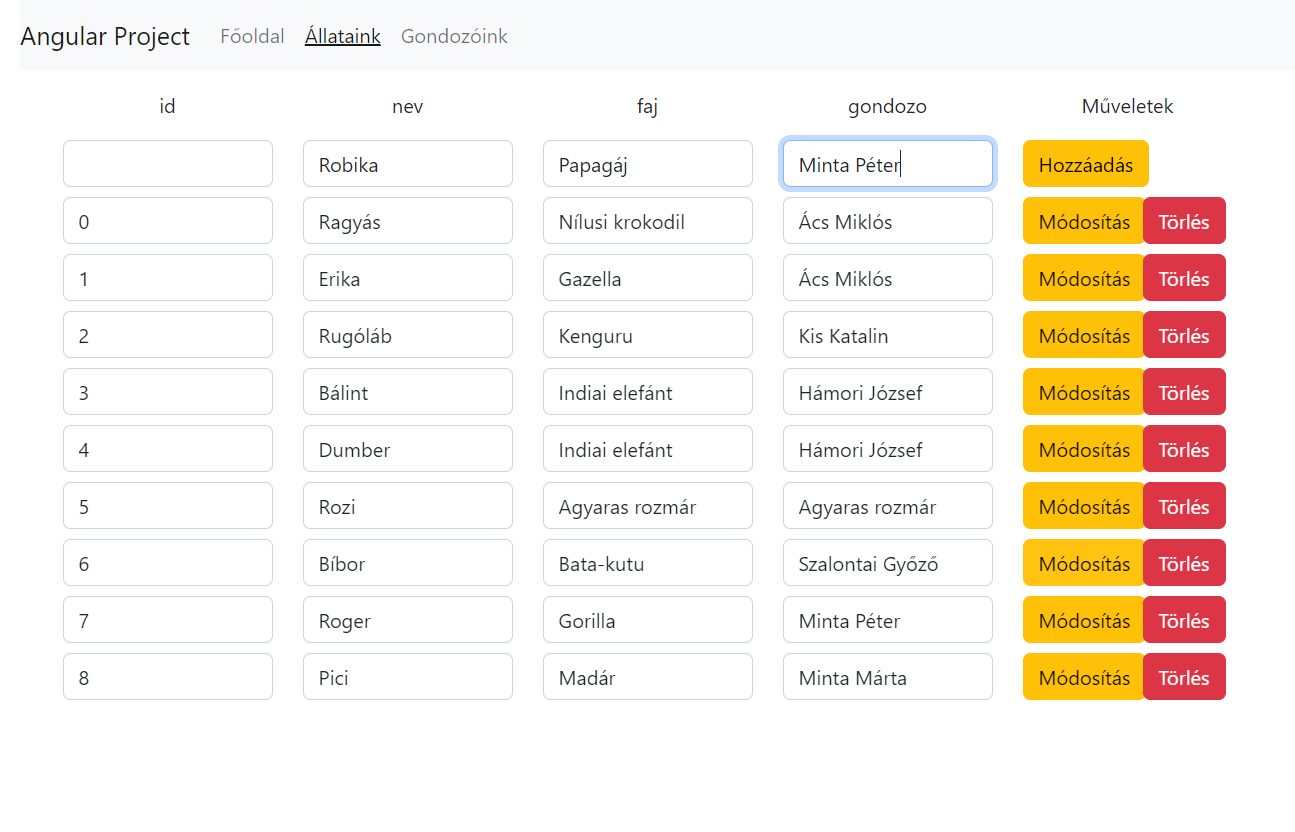 Angular Project Főoldal Állataink Gondozóink
id nev faj gondozo Műveletek
Robika Papagáj Minta Péter Hozzáadás
0 Ragyás Nílusi krokodil Ács Miklós Módosítás Törlés
1 Erika Gazella Ács Miklós Módosítás Törlés
2 Rugóláb Kenguru Kis Katalin Módosítás Törlés
3 Bálint Indiai elefánt Hámori József Módosítás Törlés
4 Dumber Indiai elefánt Hámori József Módosítás Törlés
5 Rozi Agyaras rozmár Agyaras rozmár Módosítás Törlés
6 Bíbor Bata-kutu Szalontai Győző Módosítás Törlés
7 Roger Gorilla Minta Péter Módosítás Törlés
8 Pici Madár Minta Márta Módosítás Törlés